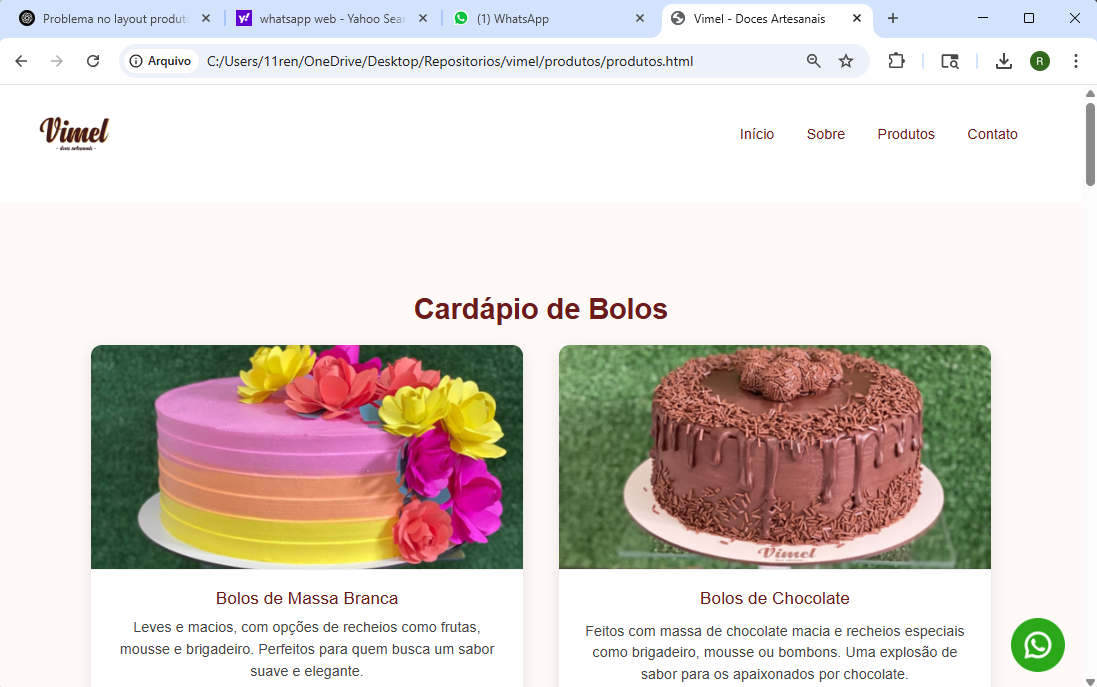 Problema no layout produt
whatsapp web - Yahoo Sea
(1) WhatsApp
Vimel - Doces Artesanais
Arquivo
C:/Users/11ren/OneDrive/Desktop/Repositorios/vimel/produtos/produtos.html
R
Vimel
- doces artesanais -
Início
Sobre
Produtos
Contato
Cardápio de Bolos
Vimel
Bolos de Massa Branca
Leves e macios, com opções de recheios como frutas,
mousse e brigadeiro. Perfeitos para quem busca um sabor
suave e elegante.
Bolos de Chocolate
Feitos com massa de chocolate macia e recheios especiais
como brigadeiro, mousse ou bombons. Uma explosão de
sabor para os apaixonados por chocolate.